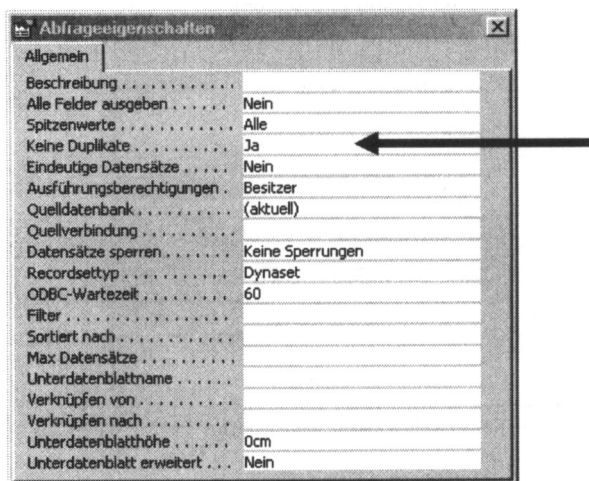 Abfrageeigenschaften
Allgemein
Beschreibung . . . . . . . . . . . .
Alle Felder ausgeben . . . . . . Nein
Spitzenwerte . . . . . . . . . . . . Alle
Keine Duplikate . . . . . . . . . . Ja
Eindeutige Datensätze . . . . . Nein
Ausführungsberechtigungen . Besitzer
Quelldatenbank . . . . . . . . . . (aktuell)
Quellverbindung . . . . . . . . . .
Datensätze sperren . . . . . . . Keine Sperrungen
Recordsettyp . . . . . . . . . . . Dynaset
ODBC-Wartezeit . . . . . . . . . 60
Filter . . . . . . . . . . . . . . . . .
Sortiert nach . . . . . . . . . . . .
Max Datensätze . . . . . . . . . .
Unterdatenblattname . . . . . .
Verknüpfen von . . . . . . . . . .
Verknüpfen nach . . . . . . . . .
Unterdatenblatthöhe . . . . . . 0cm
Unterdatenblatt erweitert . . . Nein